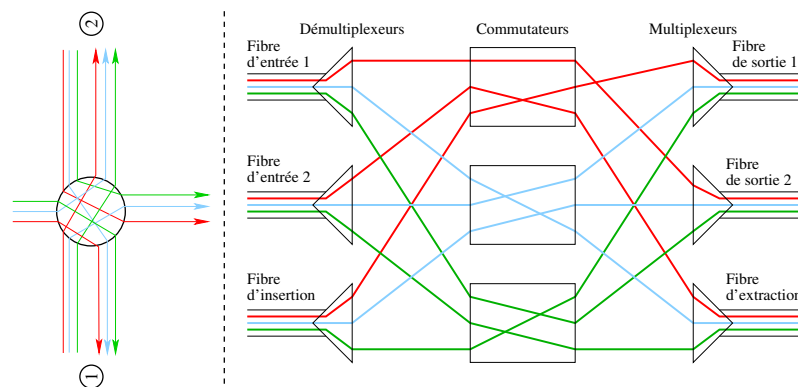 2
1
Démultiplexeurs
Commutateurs
Multiplexeurs
Fibre
d'entrée 1
Fibre
de sortie 1
Fibre
d'entrée 2
Fibre
de sortie 2
Fibre
d'insertion
Fibre
d'extraction